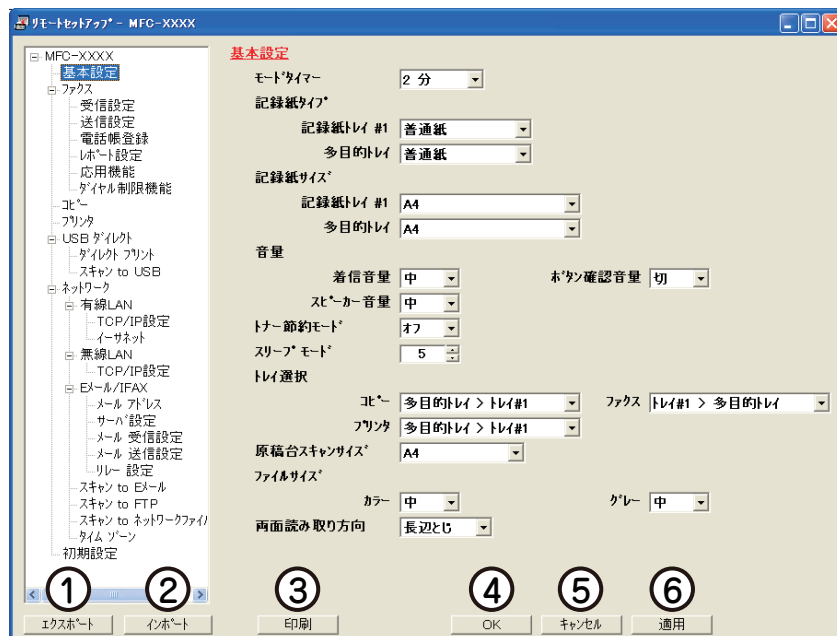 リモートセットアップ - MFC-XXXX
MFC-XXXX
基本設定
ファクス
受信設定
送信設定
電話帳登録
レポート設定
応用機能
ダイヤル制限機能
コピー
プリンタ
USB ダイレクト
ダイレクト プリント
スキャン to USB
ネットワーク
有線LAN
TCP/IP設定
イーサネット
無線LAN
TCP/IP設定
Eメール/IFAX
メール アドレス
サーバ設定
メール 受信設定
メール 送信設定
リレー 設定
スキャン to Eメール
スキャン to FTP
スキャン to ネットワークファイル
タイム ゾーン
初期設定
基本設定
モードタイマー 2 分
記録紙タイプ
記録紙トレイ #1 普通紙
多目的トレイ 普通紙
記録紙サイズ
記録紙トレイ #1 A4
多目的トレイ A4
音量
着信音量 中 ボタン確認音量 切
スピーカー音量 中
トナー節約モード オフ
スリープモード 5
トレイ選択
コピー 多目的トレイ > トレイ#1 ファクス トレイ#1 > 多目的トレイ
プリンタ 多目的トレイ > トレイ#1
原稿台スキャンサイズ A4
ファイルサイズ
カラー 中 グレー 中
両面読み取り方向 長辺とじ
① ② ③ ④ ⑤ ⑥
エクスポート インポート 印刷 OK キャンセル 適用